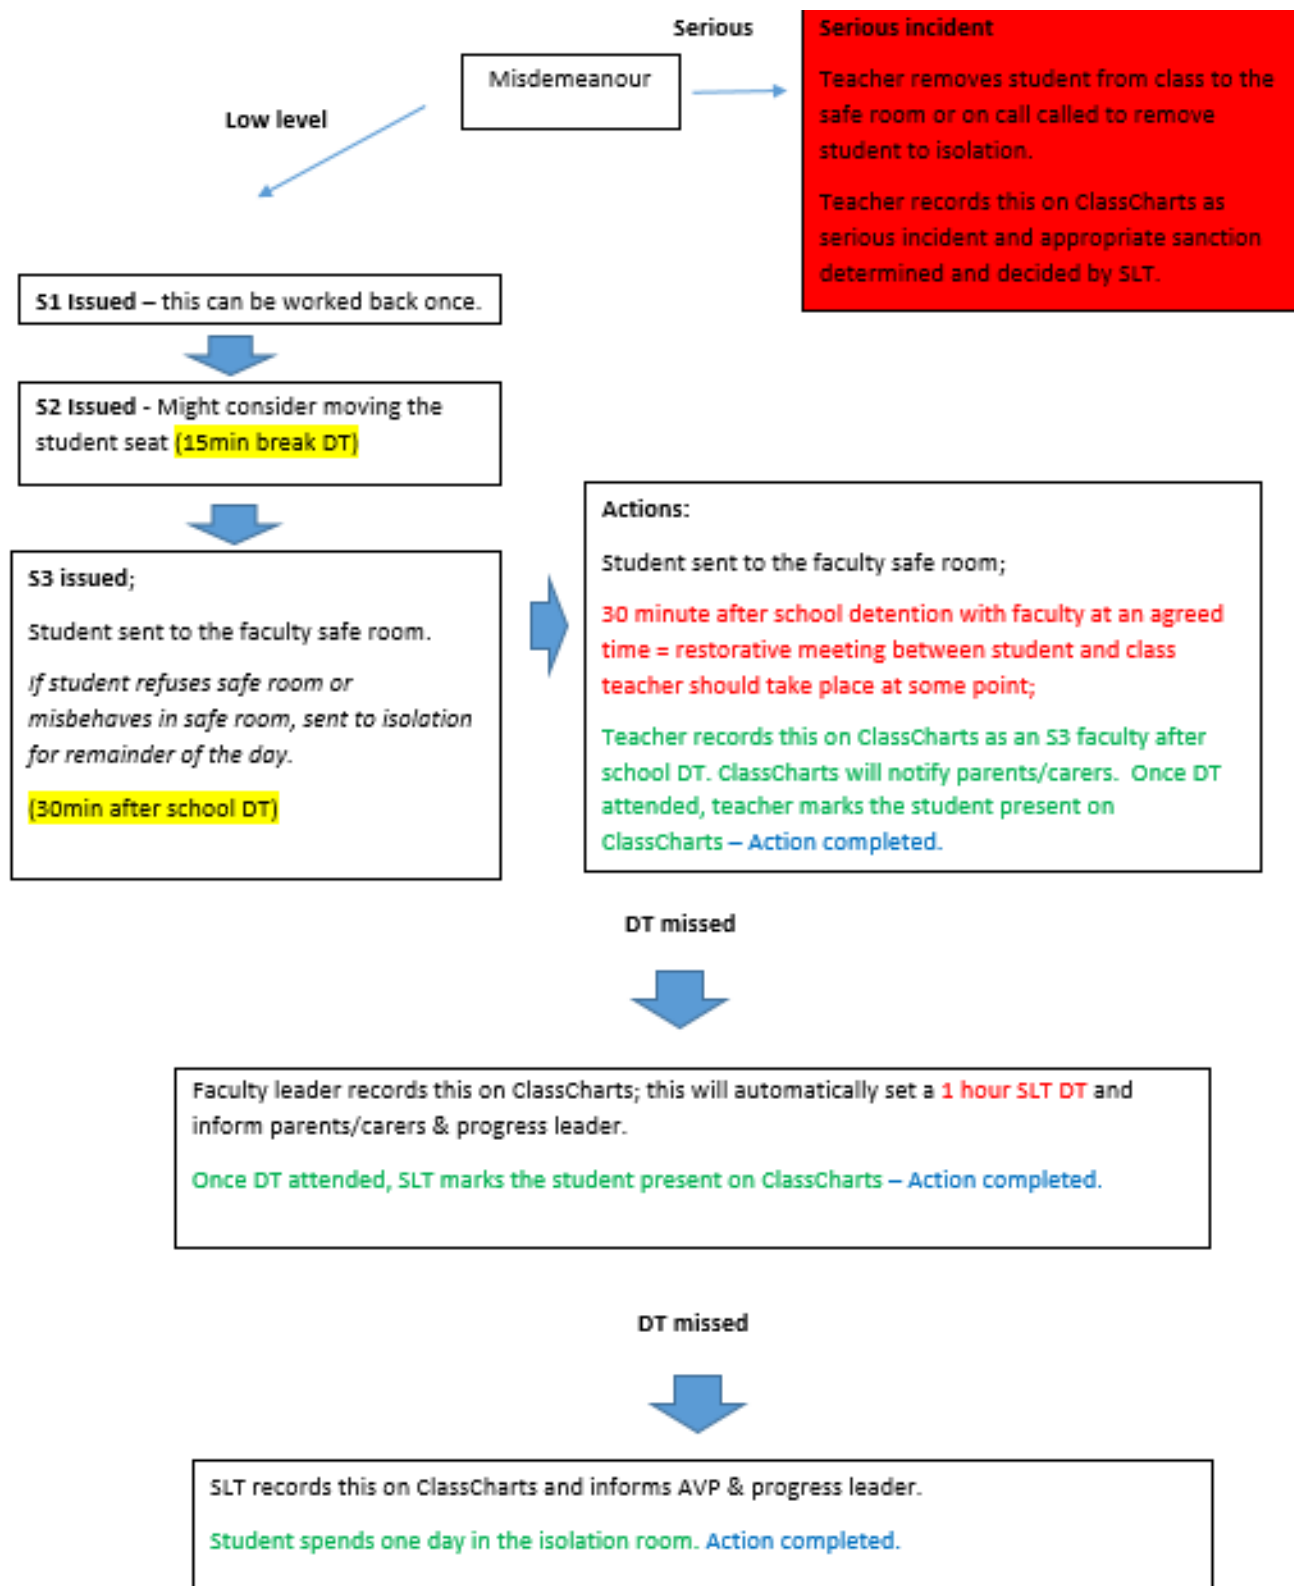 Serious
Misdemeanour
Low level
Serious incident
Teacher removes student from class to the
safe room or on call called to remove
student to isolation.
Teacher records this on ClassCharts as
serious incident and appropriate sanction
determined and decided by SLT.
S1 Issued – this can be worked back once.
S2 Issued - Might consider moving the
student seat (15min break DT)
S3 issued;
Student sent to the faculty safe room.
If student refuses safe room or
misbehaves in safe room, sent to isolation
for remainder of the day.
(30min after school DT)
Actions:
Student sent to the faculty safe room;
30 minute after school detention with faculty at an agreed
time = restorative meeting between student and class
teacher should take place at some point;
Teacher records this on ClassCharts as an S3 faculty after
school DT. ClassCharts will notify parents/carers. Once DT
attended, teacher marks the student present on
ClassCharts – Action completed.
DT missed
Faculty leader records this on ClassCharts; this will automatically set a 1 hour SLT DT and
inform parents/carers & progress leader.
Once DT attended, SLT marks the student present on ClassCharts – Action completed.
DT missed
SLT records this on ClassCharts and informs AVP & progress leader.
Student spends one day in the isolation room. Action completed.